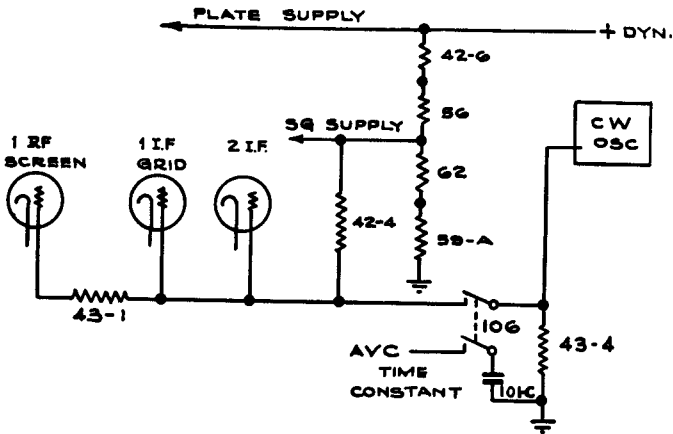 PLATE SUPPLY
+ DYN.
42-6
56
SG SUPPLY
CW
OSC
1 RF
SCREEN
1 I.F
GRID
2 I.F.
62
42-4
59-A
43-1
106
43-4
AVC
TIME
CONSTANT
101-C